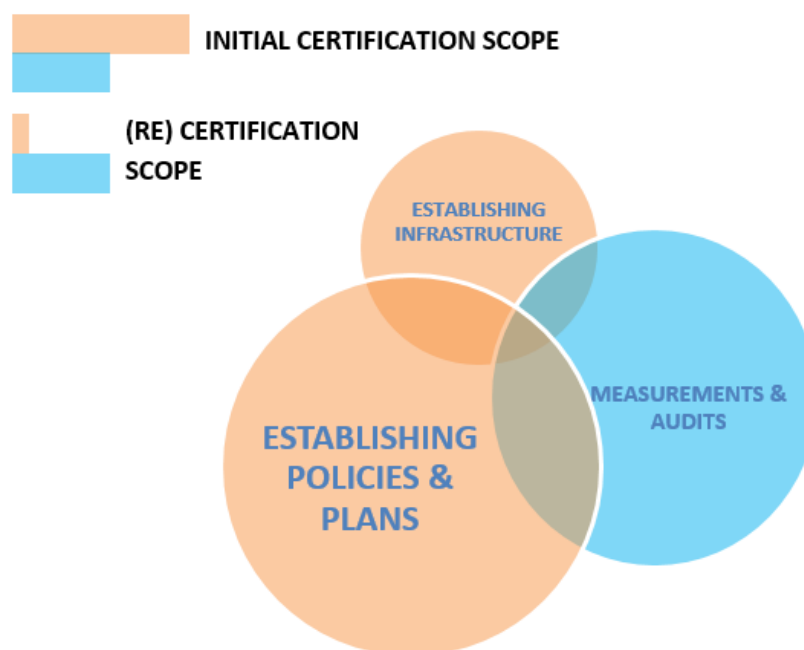 INITIAL CERTIFICATION SCOPE
(RE) CERTIFICATION
SCOPE
ESTABLISHING
INFRASTRUCTURE
MEASUREMENTS &
AUDITS
ESTABLISHING
POLICIES &
PLANS